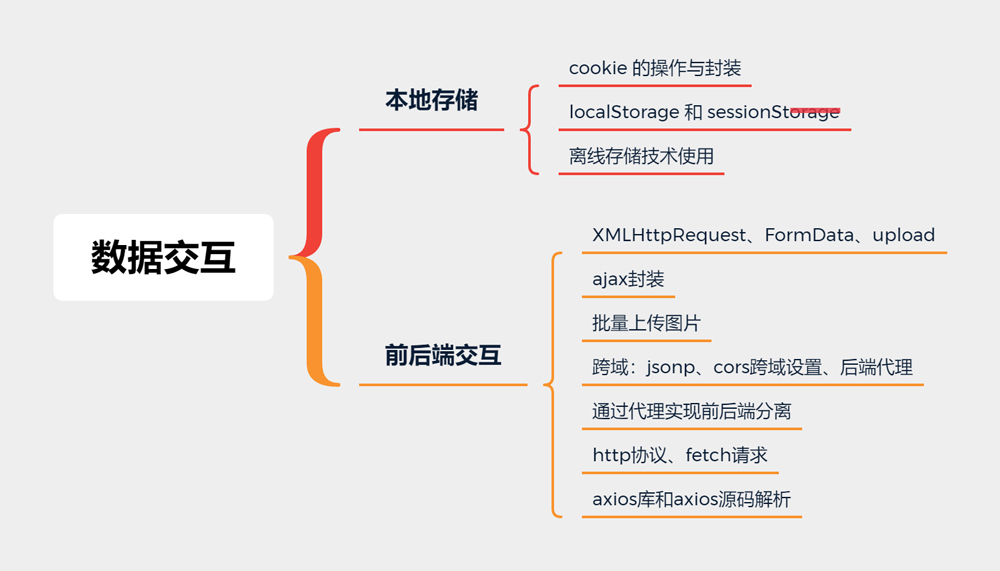 数据交互
本地存储
cookie 的操作与封装
localStorage 和 sessionStorage
离线存储技术使用
前后端交互
XMLHttpRequest、FormData、upload
ajax封装
批量上传图片
跨域：jsonp、cors跨域设置、后端代理
通过代理实现前后端分离
http协议、fetch请求
axios库和axios源码解析